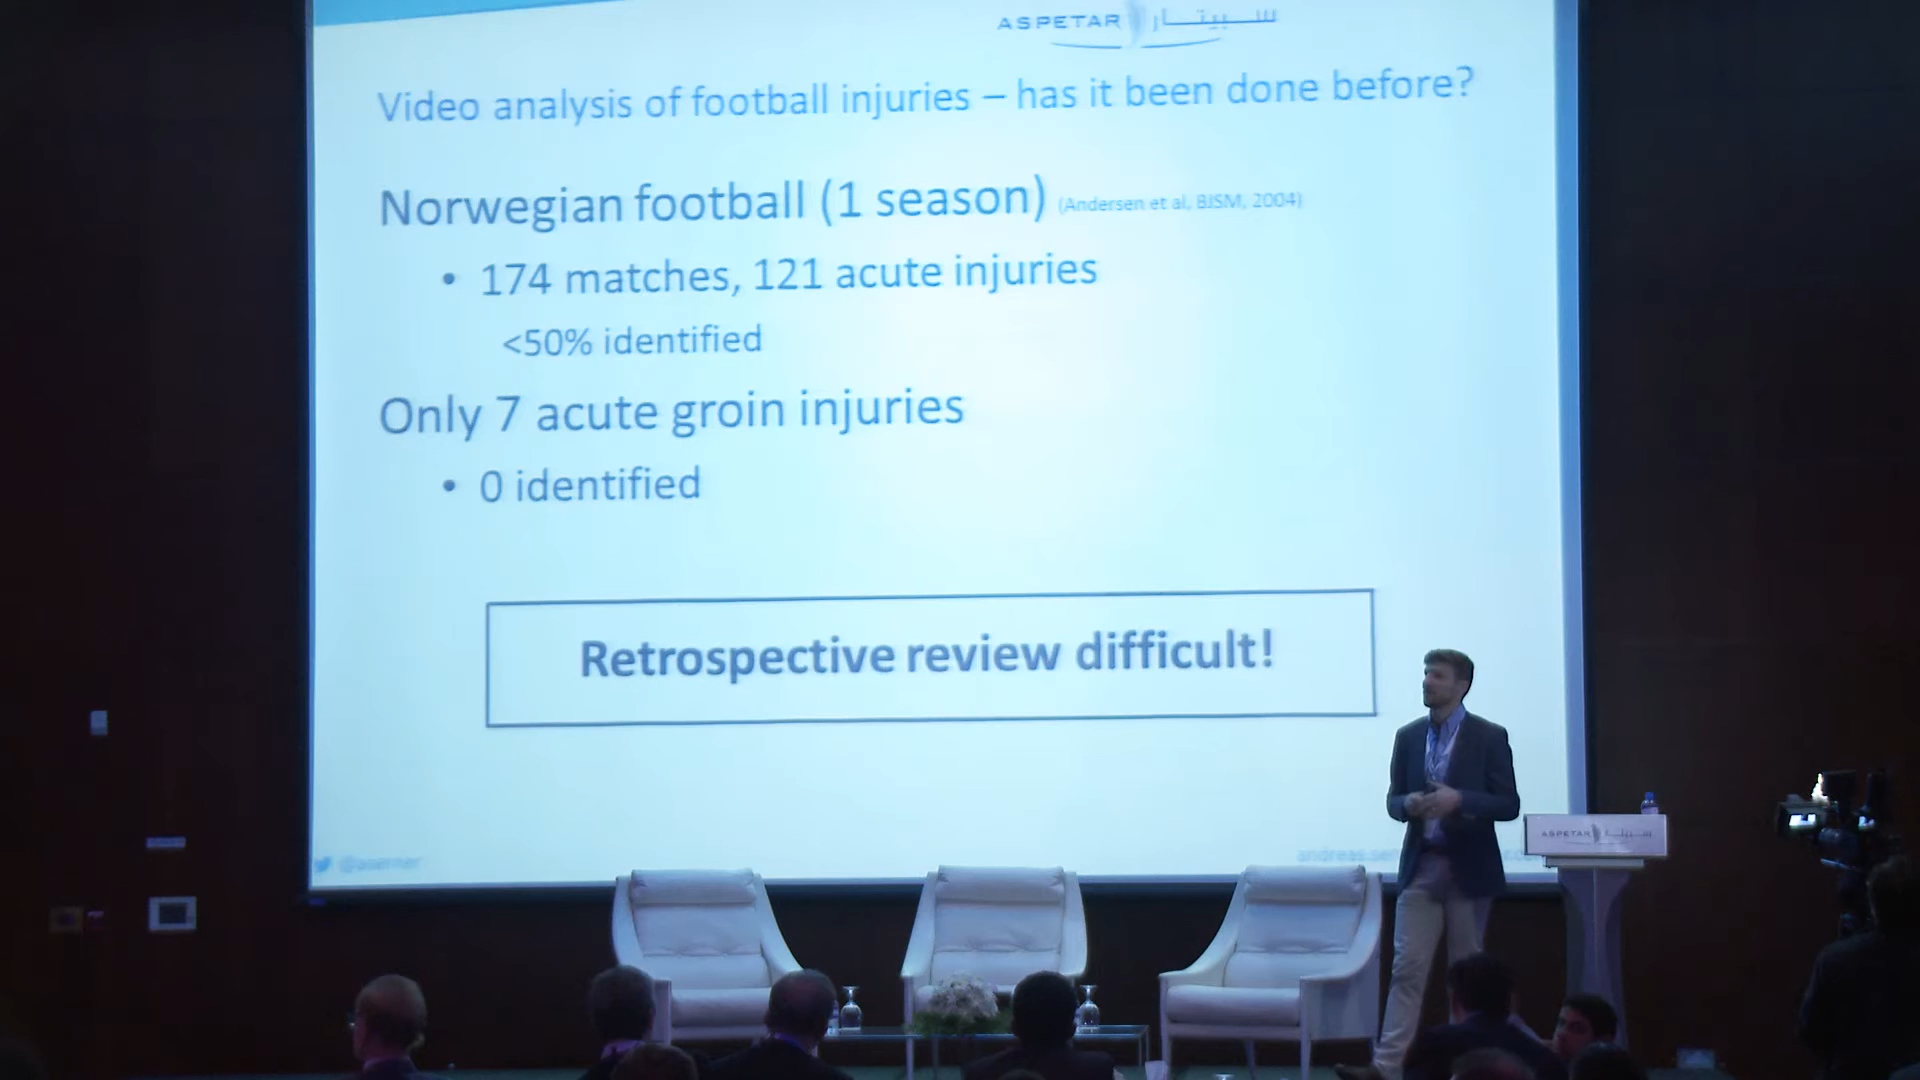 ASPETAR سبيتار
Video analysis of football injuries – has it been done before?
Norwegian football (1 season) (Andersen et al, BJSM, 2004)
• 174 matches, 121 acute injuries
<50% identified
Only 7 acute groin injuries
• 0 identified
Retrospective review difficult!
@aserner
ASPETAR سبيتار